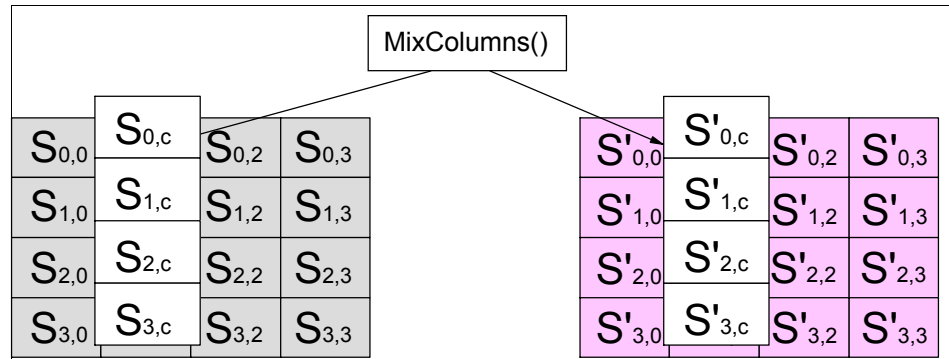 MixColumns()
S0,0 S0,c S0,2 S0,3 S'0,0 S'0,c S'0,2 S'0,3
S1,0 S1,c S1,2 S1,3 S'1,0 S'1,c S'1,2 S'1,3
S2,0 S2,c S2,2 S2,3 S'2,0 S'2,c S'2,2 S'2,3
S3,0 S3,c S3,2 S3,3 S'3,0 S'3,c S'3,2 S'3,3